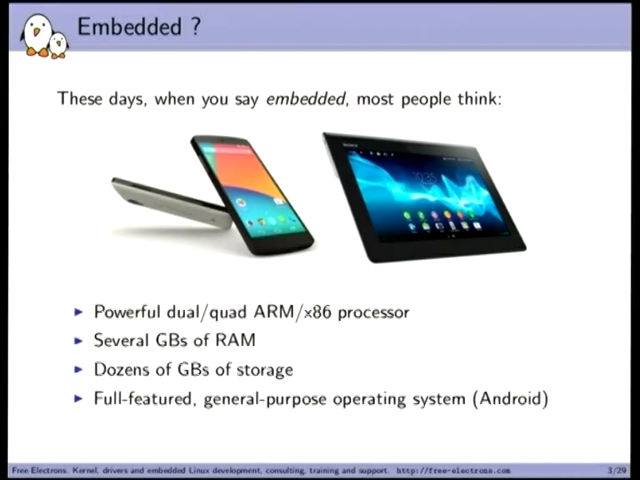 Embedded ?
These days, when you say embedded, most people think:
SONY
Powerful dual/quad ARM/x86 processor
Several GBs of RAM
Dozens of GBs of storage
Full-featured, general-purpose operating system (Android)
Free Electrons. Kernel, drivers and embedded Linux development, consulting, training and support. http://free-electrons.com 3/29